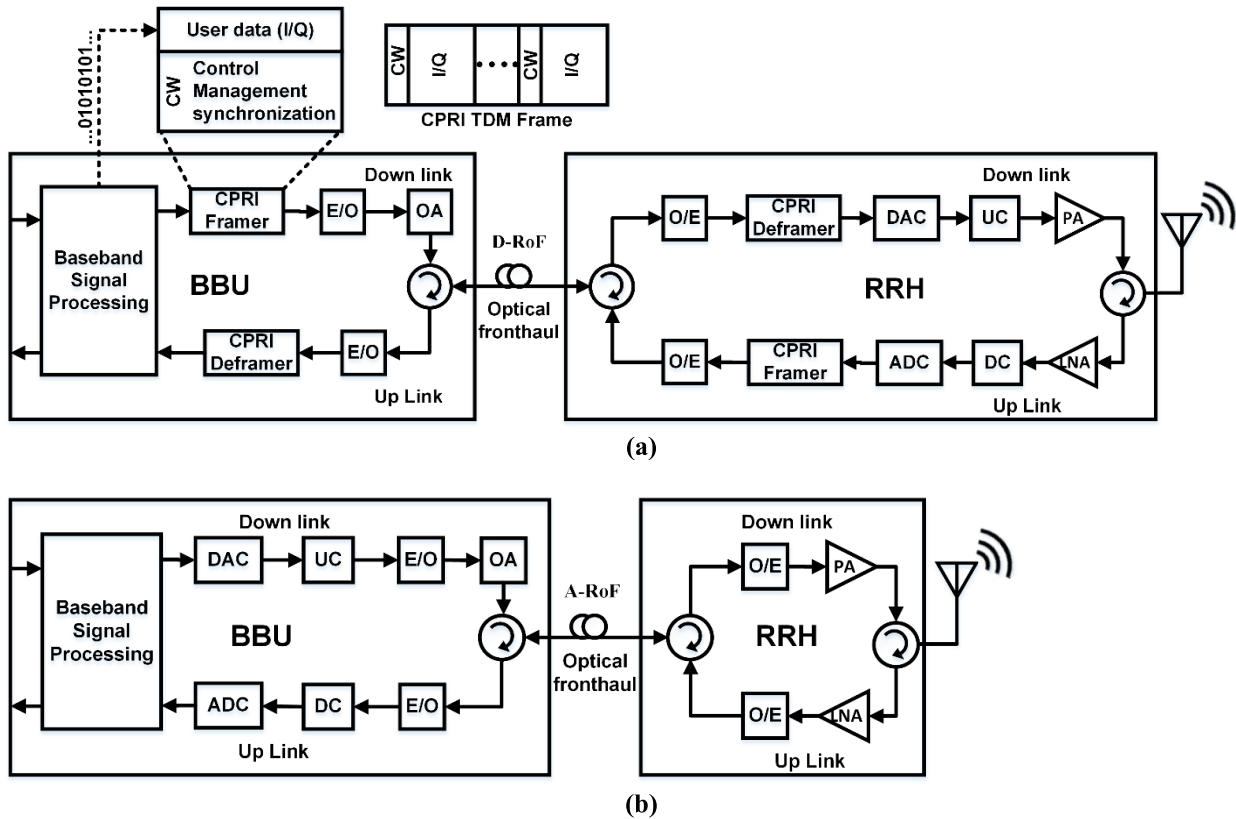 ...01010101...
User data (I/Q)
CW
Control
Management
synchronization
CW
I/Q
CW
I/Q
CPRI TDM Frame
Down link
Baseband
Signal
Processing
CPRI
Framer
E/O
OA
BBU
CPRI
Deframer
E/O
Up Link
D-RoF
Optical
fronthaul
Down link
O/E
CPRI
Deframer
DAC
UC
PA
RRH
O/E
CPRI
Framer
ADC
DC
LNA
Up Link
(a)
Down link
Baseband
Signal
Processing
DAC
UC
E/O
OA
BBU
ADC
DC
E/O
Up Link
A-RoF
Optical
fronthaul
Down link
O/E
PA
RRH
O/E
LNA
Up Link
(b)